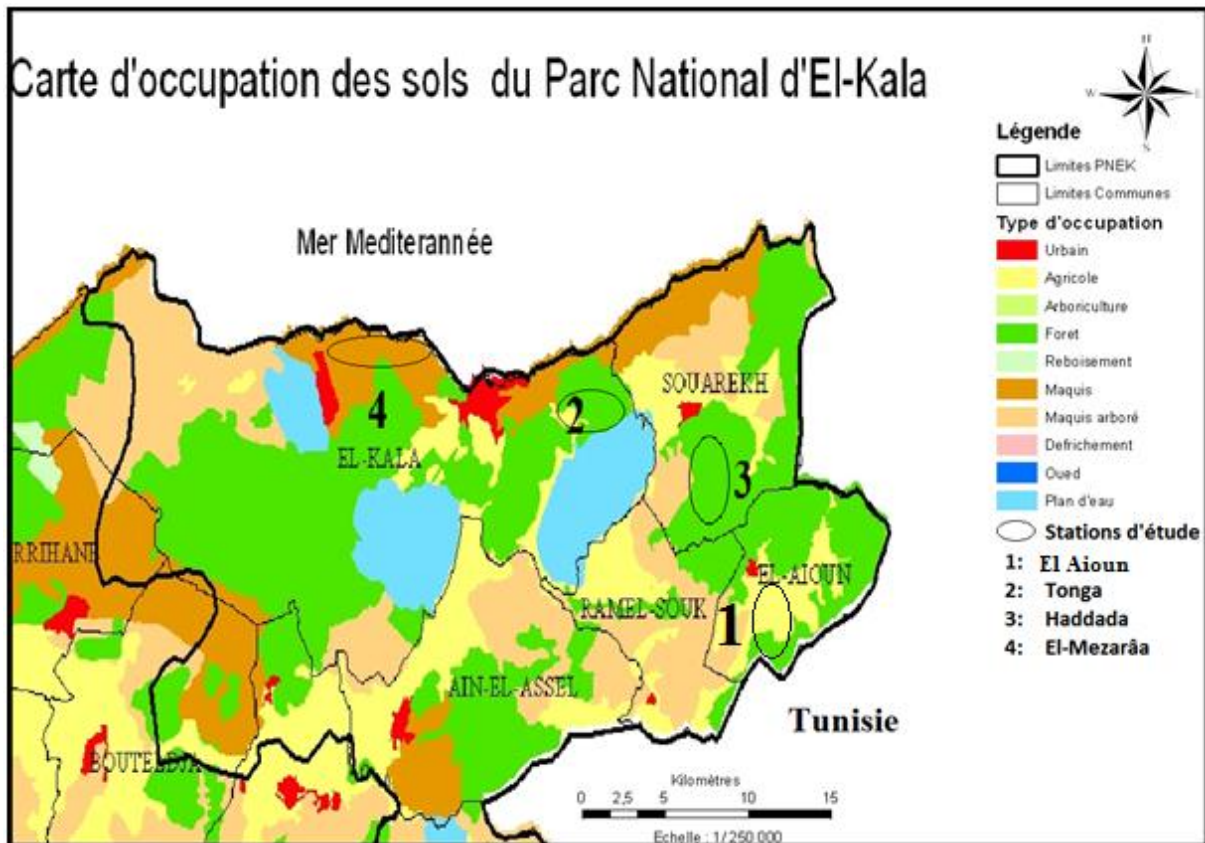 Carte d'occupation des sols du Parc National d'El-Kala
N
W
E
S
Légende
Limites PNEK
Limites Communes
Type d'occupation
Urbain
Agricole
Arboriculture
Foret
Reboisement
Maquis
Maquis arboré
Defrichement
Oued
Plan d'eau
Stations d'étude
1: El Aioun
2: Tonga
3: Haddada
4: El-Mezarâa
Mer Mediterannée
SOUAREKH
4
2
EL-KALA
3
RRIHANE
EL-AIOUN
RAMEL-SOUK
1
AIN-EL-ASSEL
Tunisie
BOUTELDJA
Kilomètres
0 2,5 5 10 15
Echelle : 1/250 000